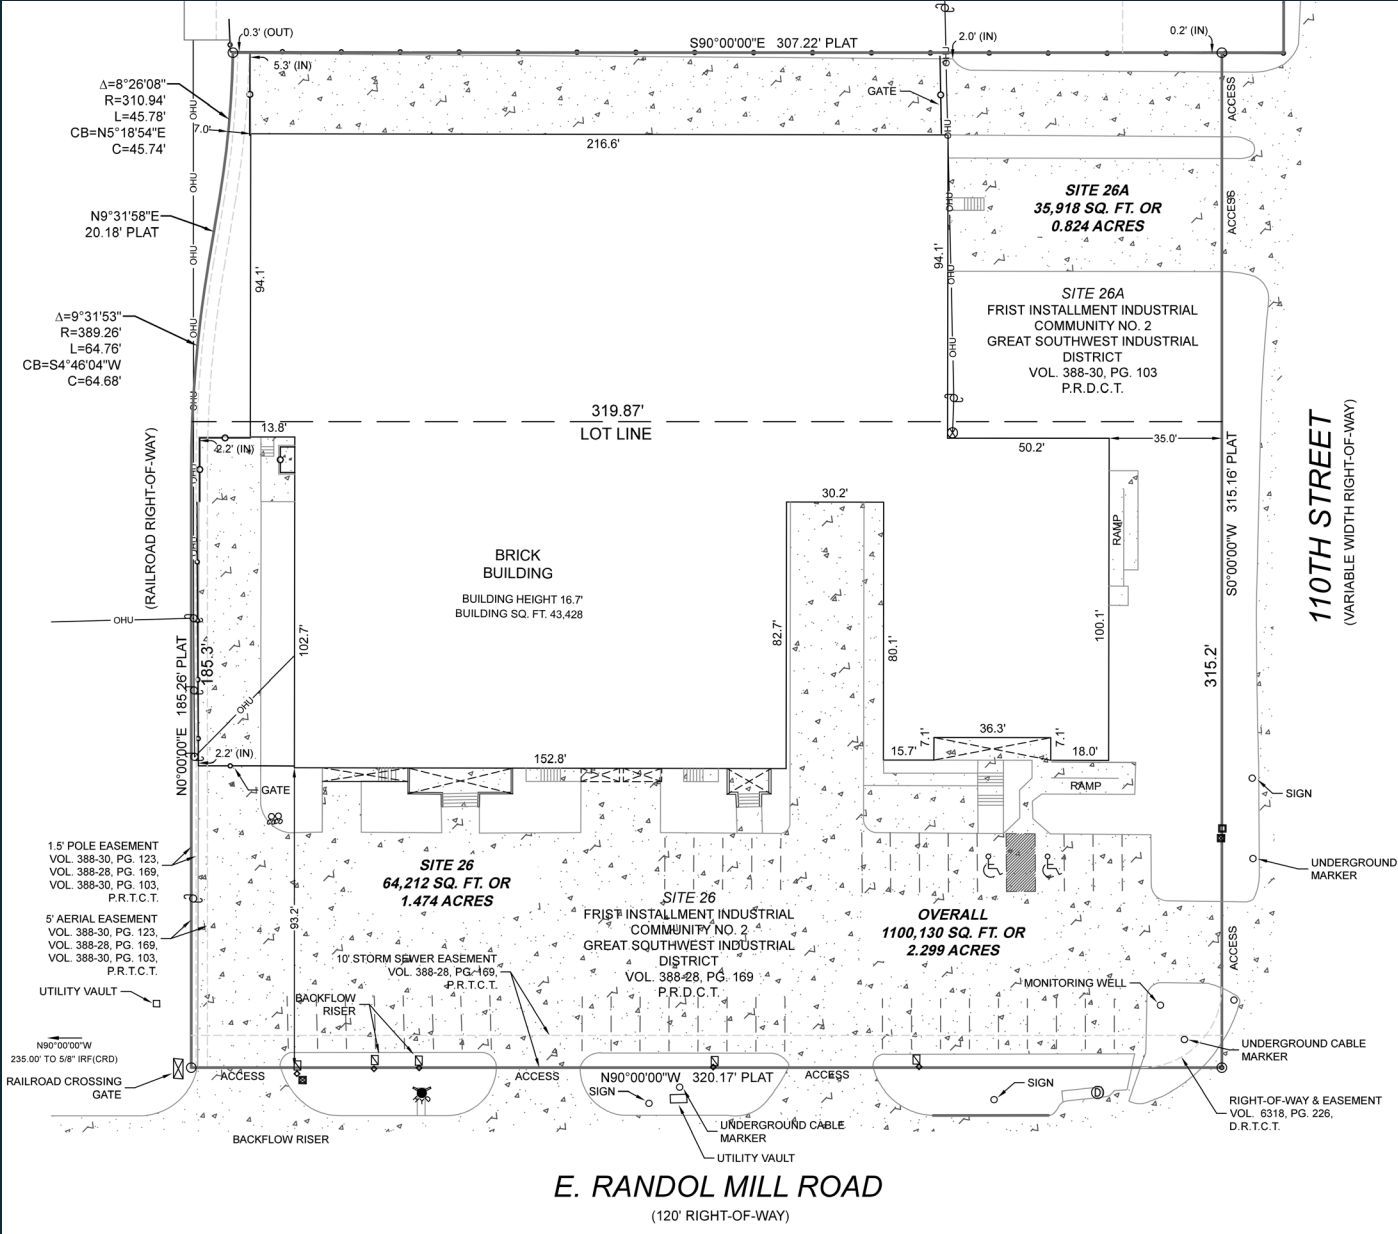 0.3' (OUT)
S90°00'00"E 307.22' PLAT
2.0' (IN)
0.2' (IN)
5.3' (IN)
Δ=8°26'08"
R=310.94'
L=45.78'
CB=N5°18'54"E
C=45.74'
OHU
7.0'
GATE
OHU
OHU
ACCESS
216.6'
OHU
N9°31'58"E
20.18' PLAT
OHU
SITE 26A
35,918 SQ. FT. OR
0.824 ACRES
OHU
ACCESS
OHU
94.1'
94.1'
OHU
SITE 26A
FRIST INSTALLMENT INDUSTRIAL
COMMUNITY NO. 2
GREAT SOUTHWEST INDUSTRIAL
DISTRICT
VOL. 388-30, PG. 103
P.R.D.C.T.
Δ=9°31'53"
R=389.26'
L=64.76'
CB=S4°46'04"W
C=64.68'
OHU
OHU
OHU
319.87'
LOT LINE
13.8'
2.2' (IN)
50.2'
35.0'
(RAILROAD RIGHT-OF-WAY)
OHU
OHU
30.2'
RAMP
S0°00'00"W 315.16' PLAT
110TH STREET
(VARIABLE WIDTH RIGHT-OF-WAY)
BRICK
BUILDING
BUILDING HEIGHT 16.7'
BUILDING SQ. FT. 43,428
OHU
102.7'
82.7'
80.1'
100.1'
N0°00'00"E 185.26' PLAT
185.3'
315.2'
OHU
2.2' (IN)
152.8'
15.7'
7.1'
36.3'
7.1'
18.0'
GATE
RAMP
SIGN
1.5' POLE EASEMENT
VOL. 388-30, PG. 123,
VOL. 388-28, PG. 169,
VOL. 388-30, PG. 103,
P.R.T.C.T.
UNDERGROUND
MARKER
SITE 26
64,212 SQ. FT. OR
1.474 ACRES
93.2'
SITE 26
FRIST INSTALLMENT INDUSTRIAL
COMMUNITY NO. 2
GREAT SOUTHWEST INDUSTRIAL
DISTRICT
VOL. 388-28, PG. 169
P.R.D.C.T.
OVERALL
1100,130 SQ. FT. OR
2.299 ACRES
5' AERIAL EASEMENT
VOL. 388-30, PG. 123,
VOL. 388-28, PG. 169,
VOL. 388-30, PG. 103,
P.R.T.C.T.
ACCESS
10' STORM SEWER EASEMENT
VOL. 388-28, PG. 169,
P.R.T.C.T.
UTILITY VAULT
BACKFLOW
RISER
MONITORING WELL
N90°00'00"W
235.00' TO 5/8" IRF(CRD)
UNDERGROUND CABLE
MARKER
RAILROAD CROSSING
GATE
ACCESS
ACCESS
N90°00'00"W 320.17' PLAT
ACCESS
SIGN
SIGN
D
RIGHT-OF-WAY & EASEMENT
VOL. 6318, PG. 226,
D.R.T.C.T.
BACKFLOW RISER
UNDERGROUND CABLE
MARKER
UTILITY VAULT
E. RANDOL MILL ROAD
(120' RIGHT-OF-WAY)